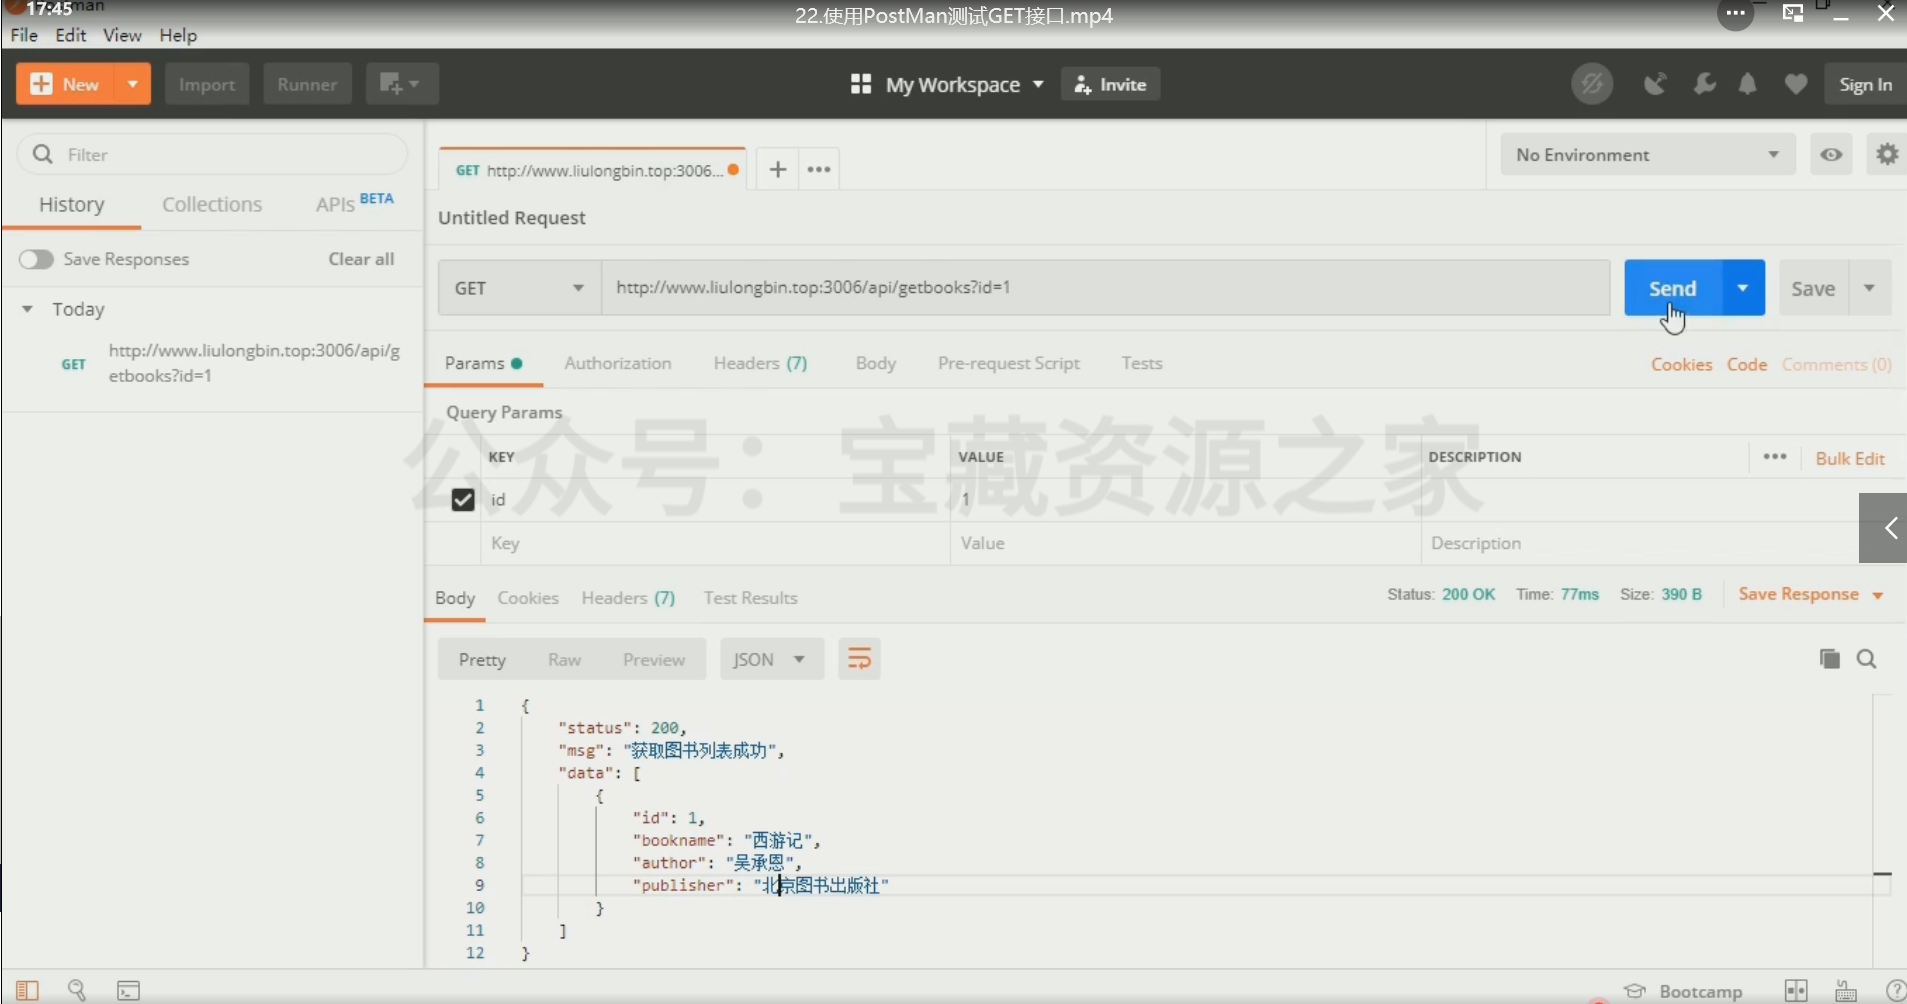 17:45
22.使用PostMan测试GET接口.mp4
File Edit View Help
New Import Runner My Workspace Invite Sign In
Filter
GET http://www.liulongbin.top:3006... No Environment
History Collections APIs BETA
Untitled Request
Save Responses Clear all
GET http://www.liulongbin.top:3006/api/getbooks?id=1 Send Save
Today
GET http://www.liulongbin.top:3006/api/g
etbooks?id=1
Params Authorization Headers (7) Body Pre-request Script Tests Cookies Code Comments (0)
Query Params
公众号：宝藏资源之家
KEY VALUE DESCRIPTION Bulk Edit
id 1
Key Value Description
Body Cookies Headers (7) Test Results Status: 200 OK Time: 77ms Size: 390 B Save Response
Pretty Raw Preview JSON
1 {
2 "status": 200,
3 "msg": "获取图书列表成功",
4 "data": [
5 {
6 "id": 1,
7 "bookname": "西游记",
8 "author": "吴承恩",
9 "publisher": "北京图书出版社"
10 }
11 ]
12 }
Bootcamp